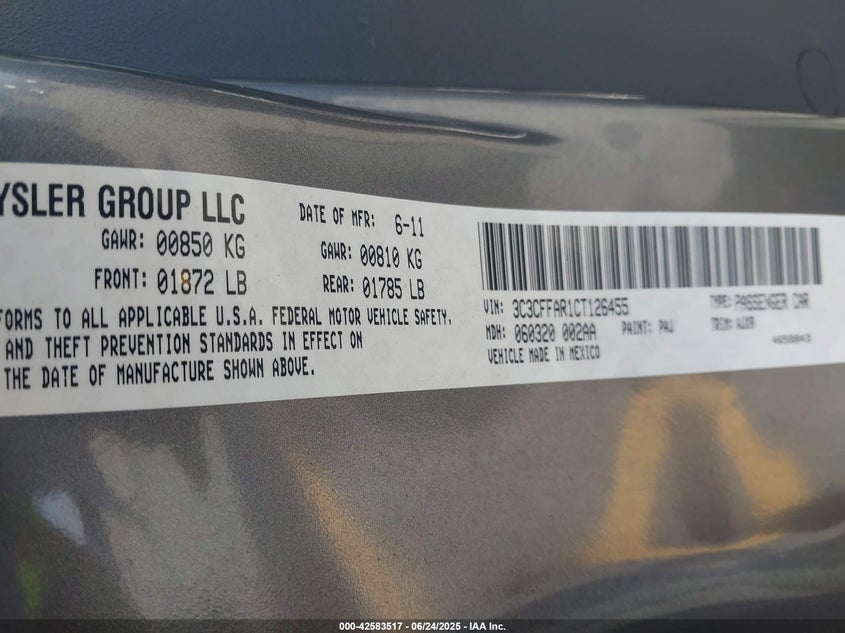 YSLER GROUP LLC
DATE OF MFR: 6-11
GAWR: 00850 KG
GAWR: 00810 KG
FRONT: 01872 LB
REAR: 01785 LB
FORMS TO ALL APPLICABLE U.S.A. FEDERAL MOTOR VEHICLE SAFETY,
AND THEFT PREVENTION STANDARDS IN EFFECT ON
THE DATE OF MANUFACTURE SHOWN ABOVE.
VIN: 3C3CFFAR1CT126455
TYPE: PASSENGER CAR
MDH: 060320 002AA
PAINT: PAU
TRIM: AUX8
VEHICLE MADE IN MEXICO
4658043
000-42583517 - 06/24/2025 - IAA Inc.